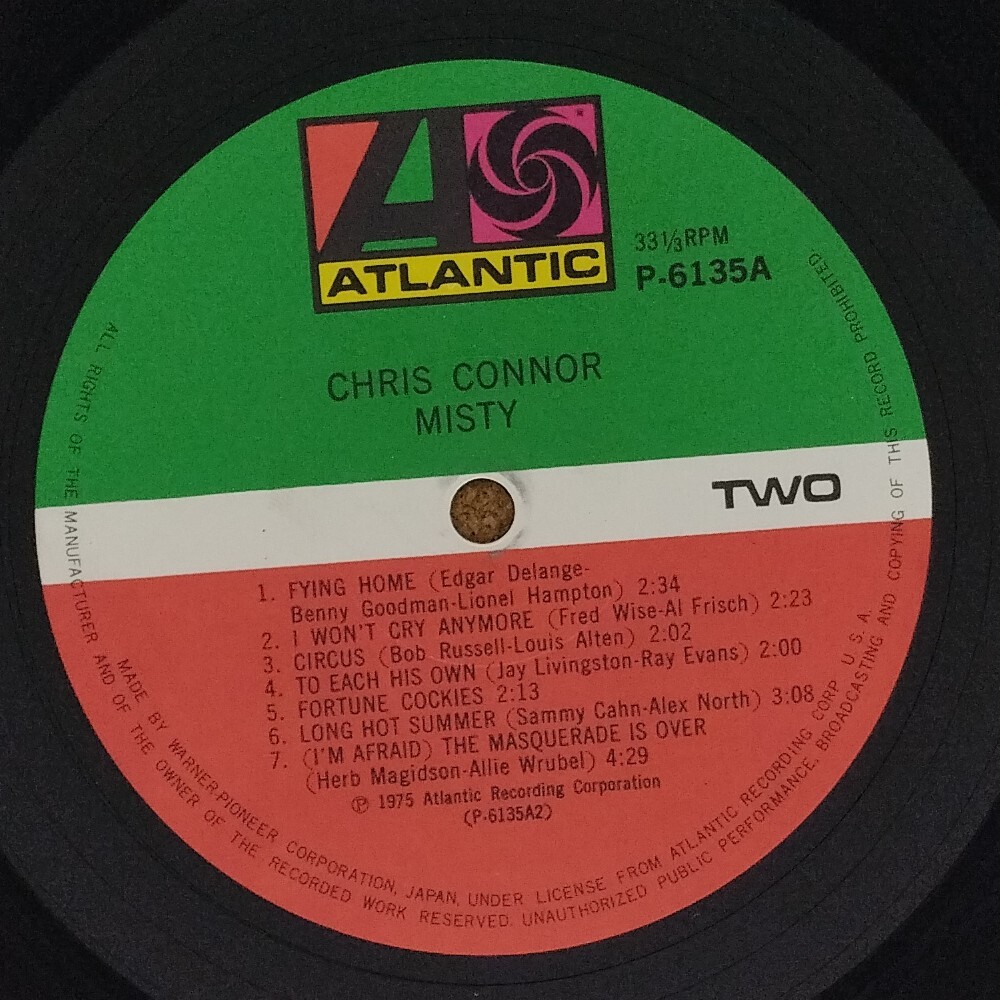 ATLANTIC
33⅓RPM
P-6135A
CHRIS CONNOR
MISTY
TWO
1. FYING HOME (Edgar Delange-
Benny Goodman-Lionel Hampton) 2:34
2. I WON'T CRY ANYMORE (Fred Wise-Al Frisch) 2:23
3. CIRCUS (Bob Russell-Louis Alten) 2:02
4. TO EACH HIS OWN (Jay Livingston-Ray Evans) 2:00
5. FORTUNE COCKIES 2:13
6. LONG HOT SUMMER (Sammy Cahn-Alex North) 3:08
7. (I'M AFRAID) THE MASQUERADE IS OVER
(Herb Magidson-Allie Wrubel) 4:29
℗ 1975 Atlantic Recording Corporation
(P-6135A2)
MADE BY WARNER-PIONEER CORPORATION, JAPAN, UNDER LICENSE FROM ATLANTIC RECORDING CORP U. S. A.
ALL RIGHTS OF THE MANUFACTURER AND OF THE OWNER OF THE RECORDED WORK RESERVED. UNAUTHORIZED PUBLIC PERFORMANCE, BROADCASTING AND COPYING OF THIS RECORD PROHIBITED.